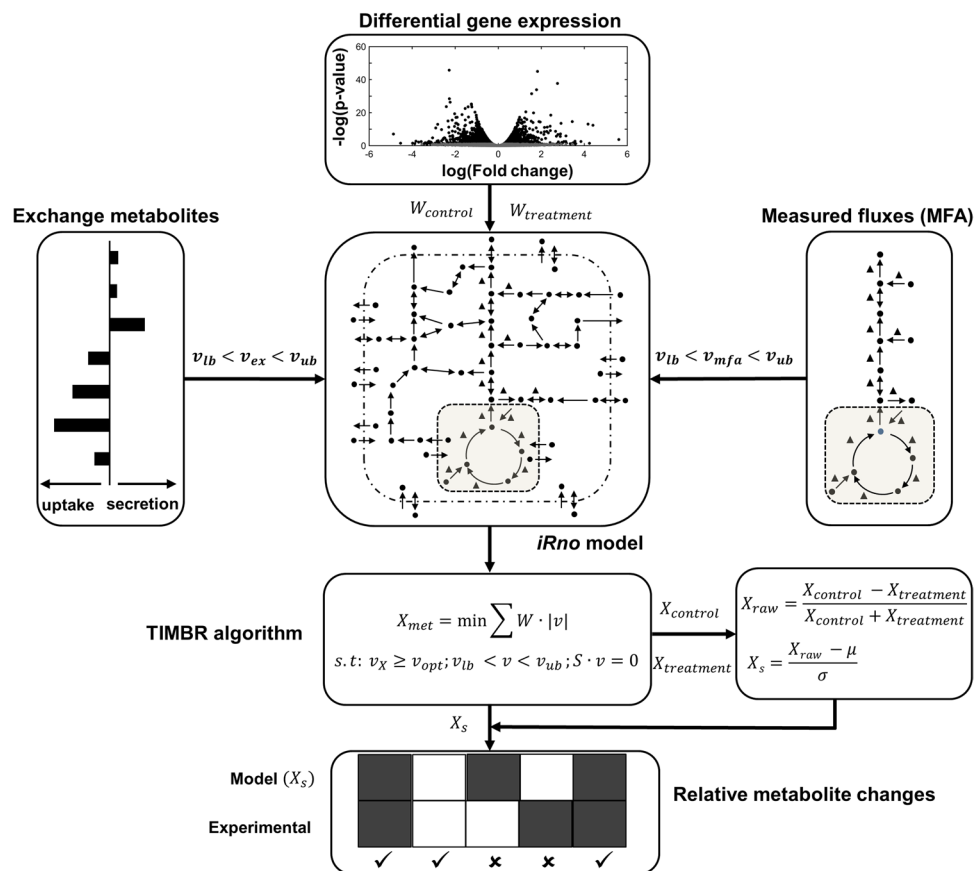 Differential gene expression
60
40
20
0
-log(p-value)
-6 -4 -2 0 2 4 6
log(Fold change)
W_control W_treatment
Exchange metabolites
Measured fluxes (MFA)
v_lb < v_ex < v_ub
v_lb < v_mfa < v_ub
uptake secretion
iRno model
TIMBR algorithm
X_met = min ∑ W · |v|
s.t: v_X ≥ v_opt; v_lb < v < v_ub; S · v = 0
X_control
X_treatment
X_raw = (X_control − X_treatment) / (X_control + X_treatment)
X_s = (X_raw − μ) / σ
X_s
Model (X_s)
Experimental
✓ ✓ ✘ ✘ ✓
Relative metabolite changes